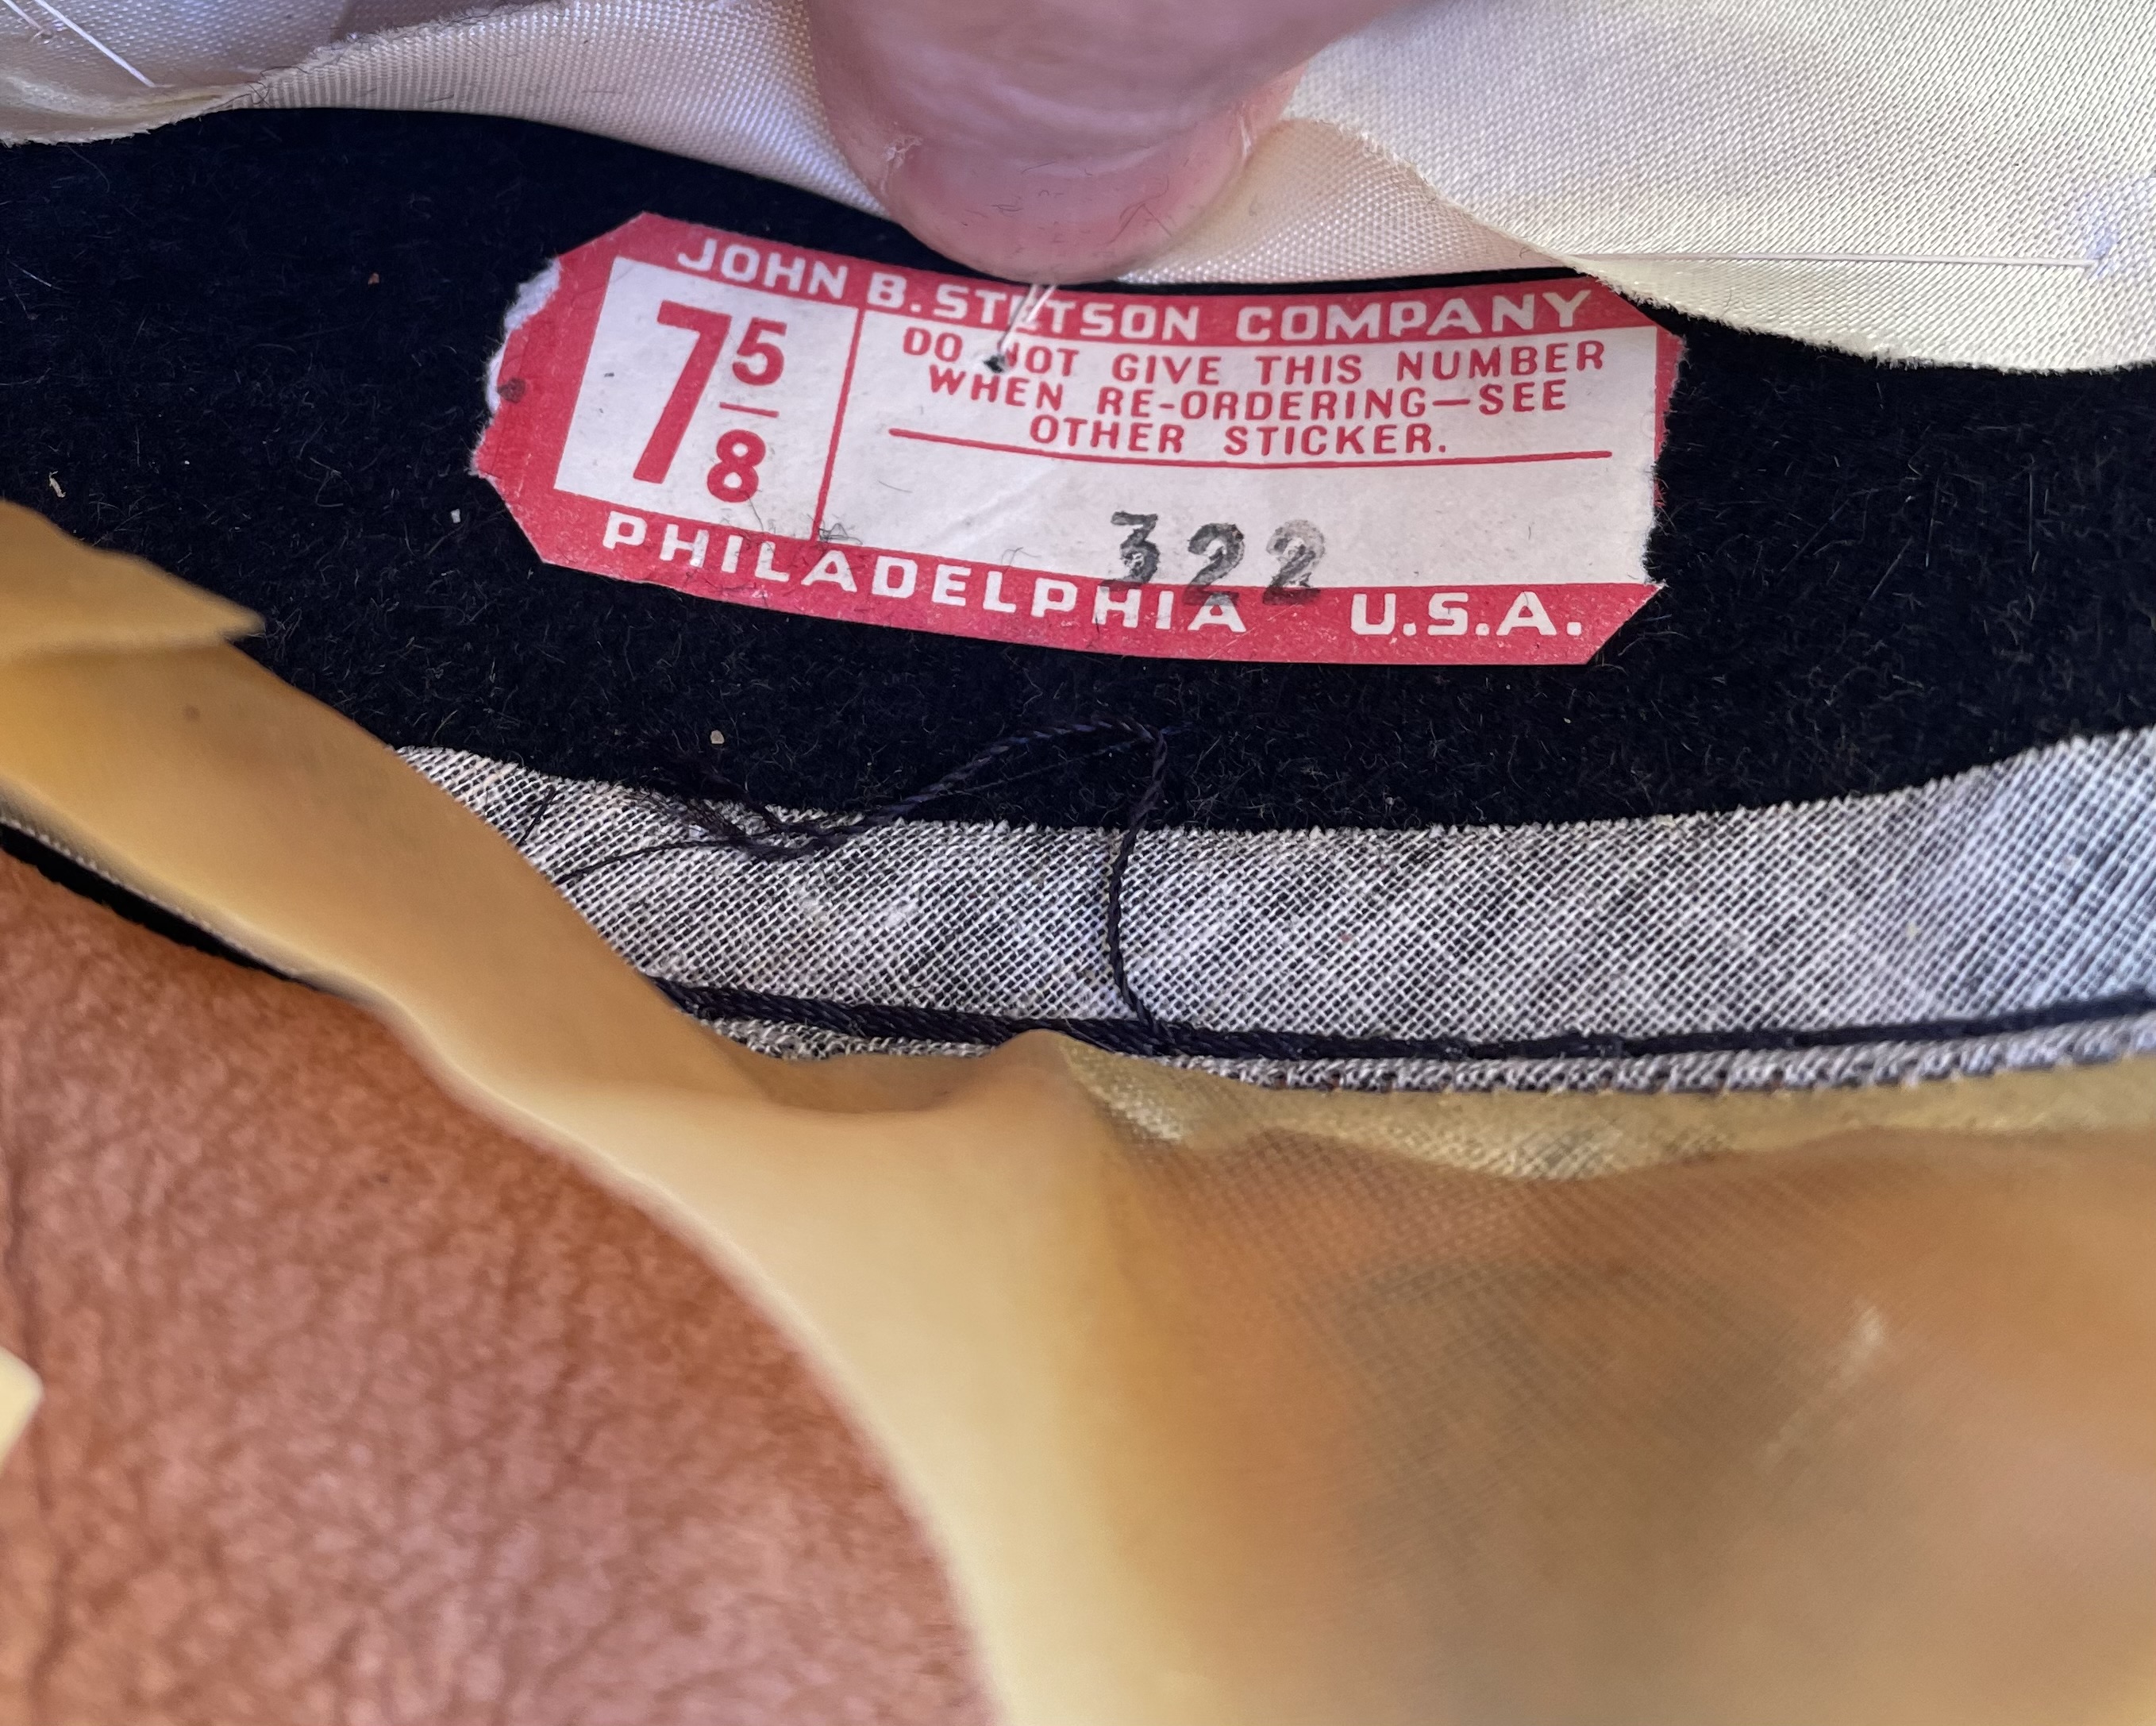 JOHN B. STETSON COMPANY
7 5/8
DO NOT GIVE THIS NUMBER
WHEN RE-ORDERING—SEE
OTHER STICKER.
322
PHILADELPHIA U.S.A.